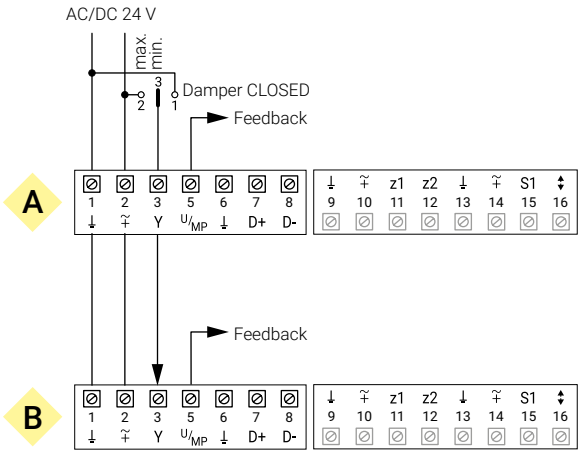 AC/DC 24 V
max.
min.
3
2
1
Damper CLOSED
Feedback
A
1 2 3 5 6 7 8
⏚ ≂ Y U/MP ⏚ D+ D-
⏚ ≂ z1 z2 ⏚ ≂ S1
9 10 11 12 13 14 15 16
Feedback
B
1 2 3 5 6 7 8
⏚ ≂ Y U/MP ⏚ D+ D-
⏚ ≂ z1 z2 ⏚ ≂ S1
9 10 11 12 13 14 15 16